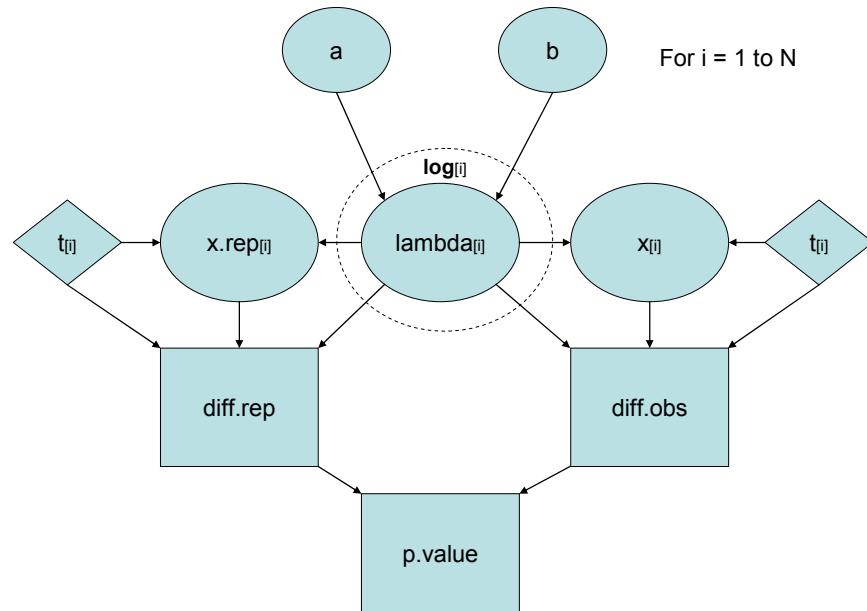 a
b
For i = 1 to N
log[i]
t[i]
x.rep[i]
lambda[i]
x[i]
t[i]
diff.rep
diff.obs
p.value